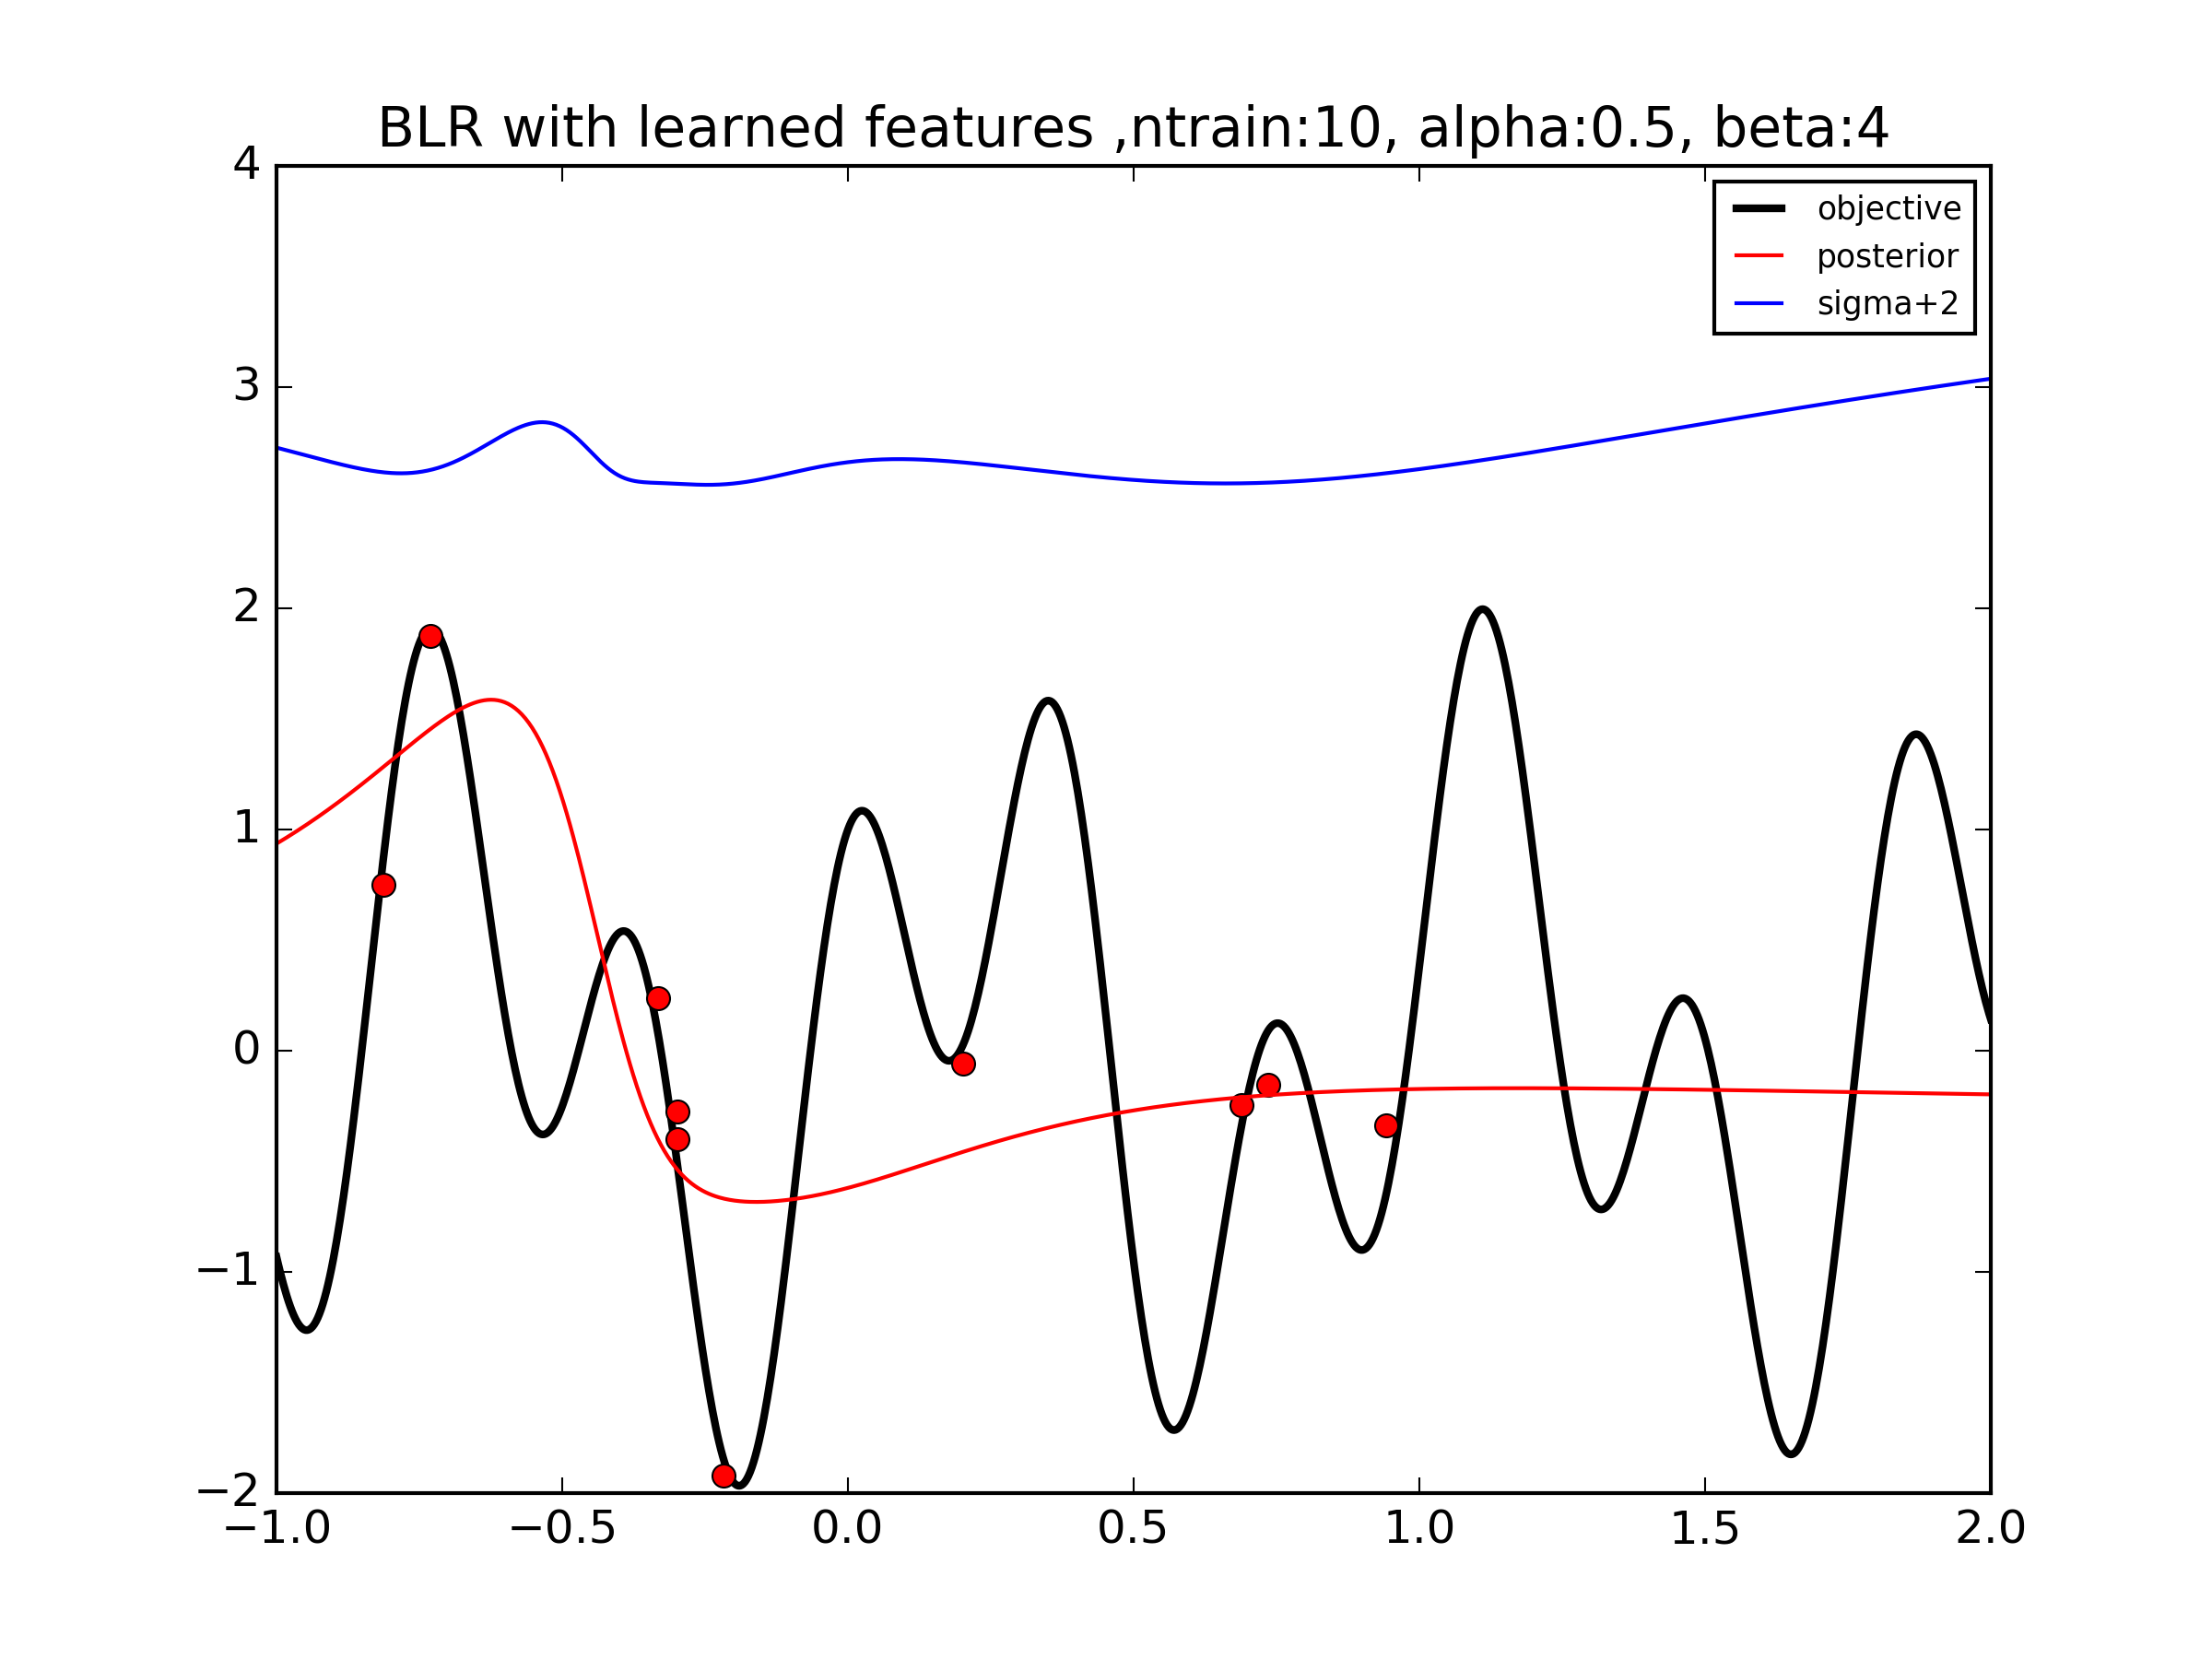 BLR with learned features ,ntrain:10, alpha:0.5, beta:4
objective
posterior
sigma+2
4
3
2
1
0
−1
−2
−1.0 −0.5 0.0 0.5 1.0 1.5 2.0